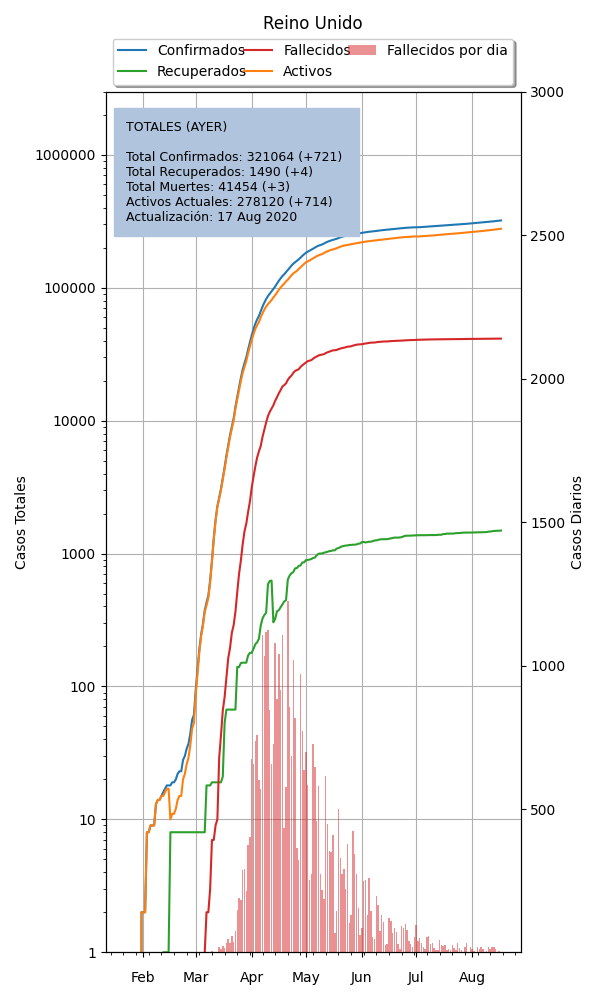 Reino Unido
Confirmados
Recuperados
Fallecidos
Activos
Fallecidos por dia
TOTALES (AYER)
Total Confirmados: 321064 (+721)
Total Recuperados: 1490 (+4)
Total Muertes: 41454 (+3)
Activos Actuales: 278120 (+714)
Actualización: 17 Aug 2020
Casos Totales
1000000
100000
10000
1000
100
10
1
3000
2500
2000
1500
1000
500
Casos Diarios
Feb Mar Apr May Jun Jul Aug